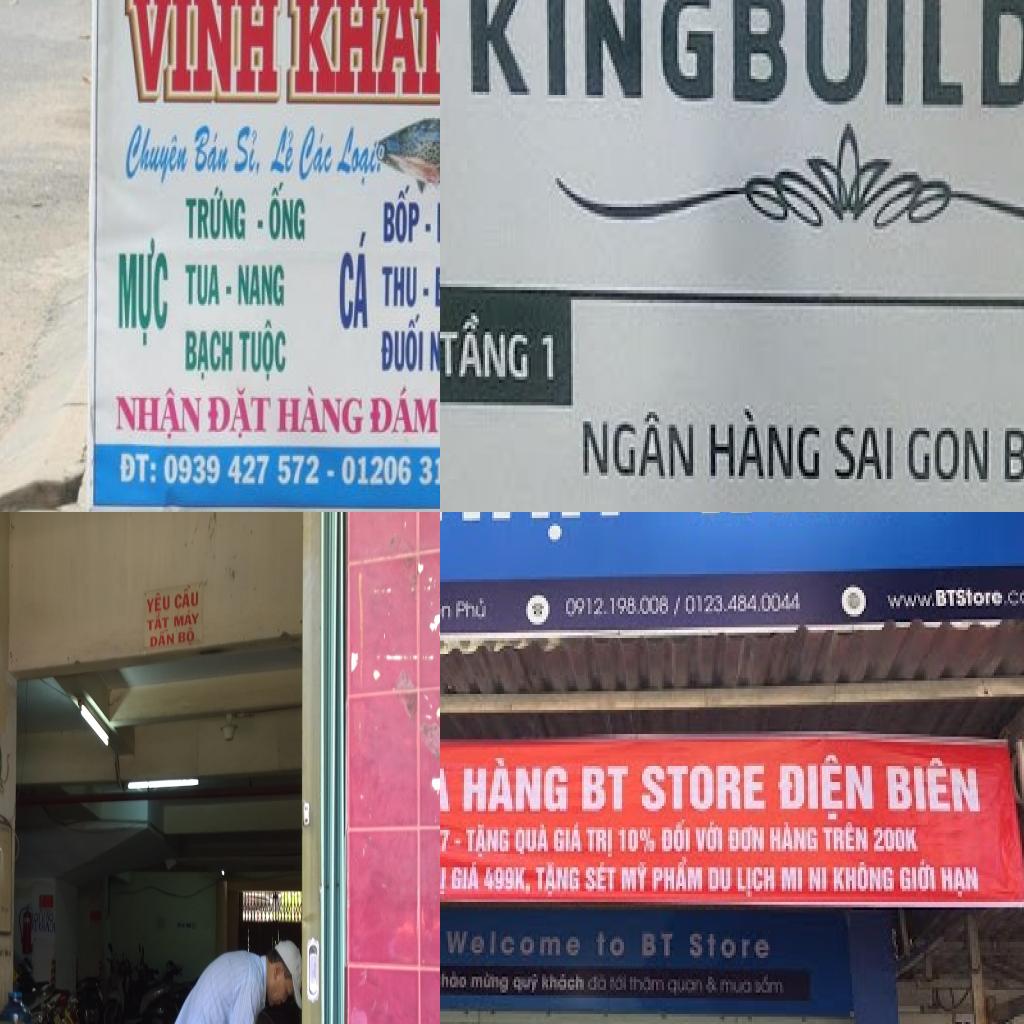 VINH KHAN
Chuyên Bán Sỉ, Lẻ Các Loại:
TRỨNG - ỐNG
BỐP -
MỰC
TUA - NANG
CÁ
THU -
BẠCH TUỘC
ĐUỐI
NHẬN ĐẶT HÀNG ĐÁM
ĐT: 0939 427 572 - 01206 31
KINGBUILD
TẦNG 1
NGÂN HÀNG SAI GON B
YÊU CẦU
TẮT MÁY
DẪN BỘ
n Phủ
0912.198.008 / 0123.484.0044
www.BTStore.co
HÀNG BT STORE ĐIỆN BIÊN
7 - TẶNG QUÀ GIÁ TRỊ 10% ĐỐI VỚI ĐƠN HÀNG TRÊN 200K
GIÁ 499K, TẶNG SÉT MỸ PHẨM DU LỊCH MI NI KHÔNG GIỚI HẠN
Welcome to BT Store
hào mừng quý khách đã tới thăm quan & mua sắm